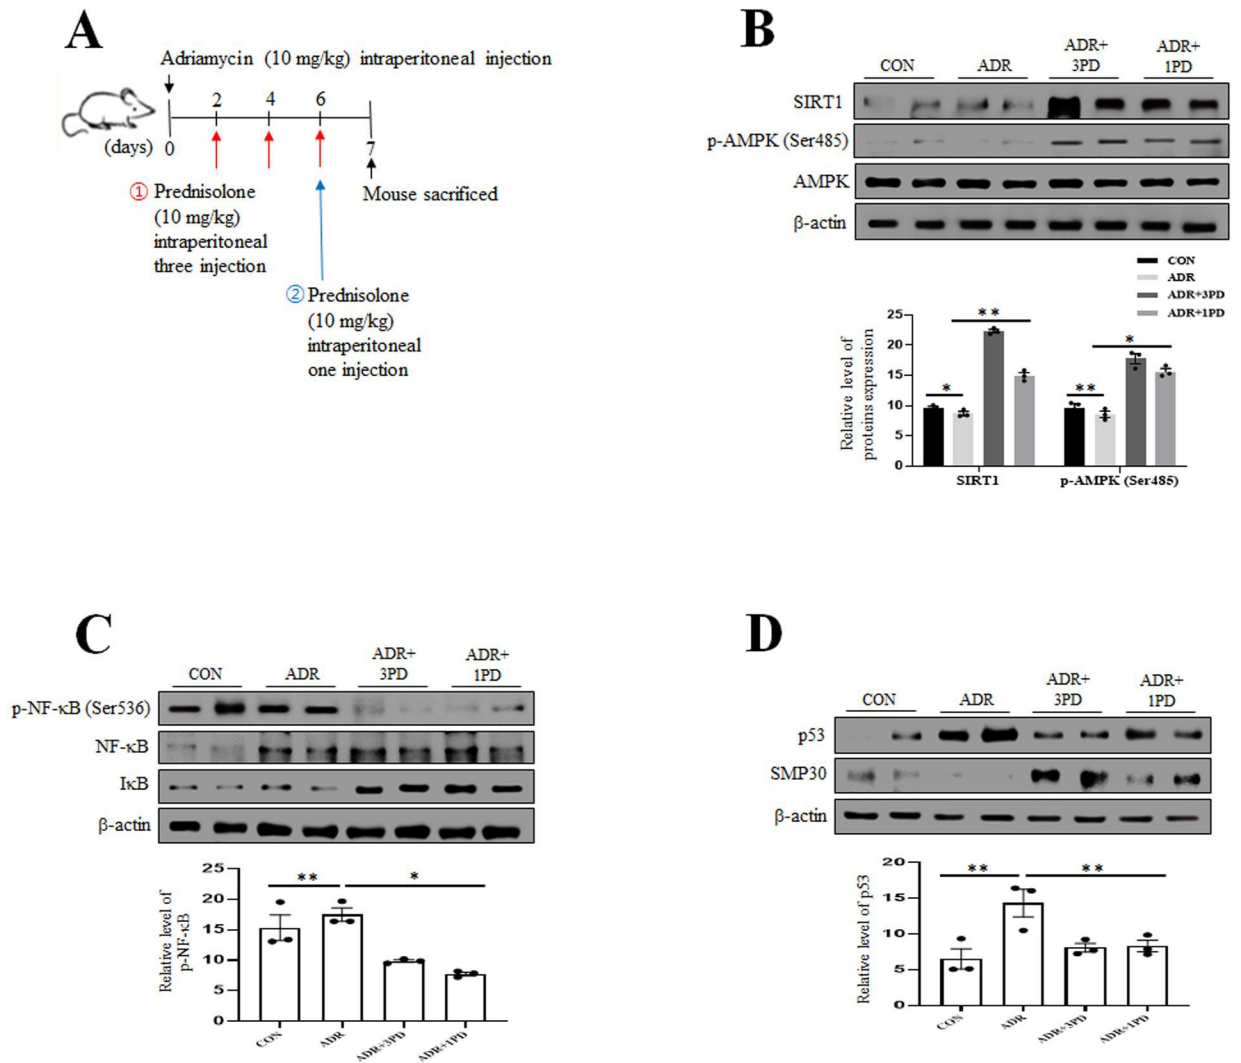 A
Adriamycin (10 mg/kg) intraperitoneal injection
2 4 6
(days) 0 7
① Prednisolone
(10 mg/kg)
intraperitoneal
three injection
Mouse sacrificed
② Prednisolone
(10 mg/kg)
intraperitoneal
one injection
B
CON ADR ADR+ 3PD ADR+ 1PD
SIRT1
p-AMPK (Ser485)
AMPK
β-actin
CON
ADR
ADR+3PD
ADR+1PD
Relative level of
proteins expression
25
20
15
10
5
0
* ** ** *
SIRT1 p-AMPK (Ser485)
C
CON ADR ADR+ 3PD ADR+ 1PD
p-NF-κB (Ser536)
NF-κB
IκB
β-actin
Relative level of
p-NF-κB
25
20
15
10
5
0
** *
CON ADR ADR+3PD ADR+1PD
D
CON ADR ADR+ 3PD ADR+ 1PD
p53
SMP30
β-actin
Relative level of p53
20
15
10
5
0
** **
CON ADR ADR+3PD ADR+1PD